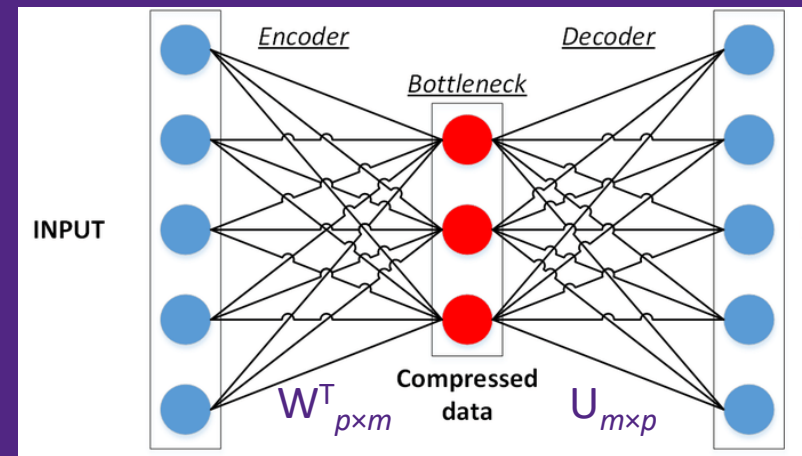 Encoder
Decoder
Bottleneck
INPUT
Compressed
data
Wᵀp×m
Um×p